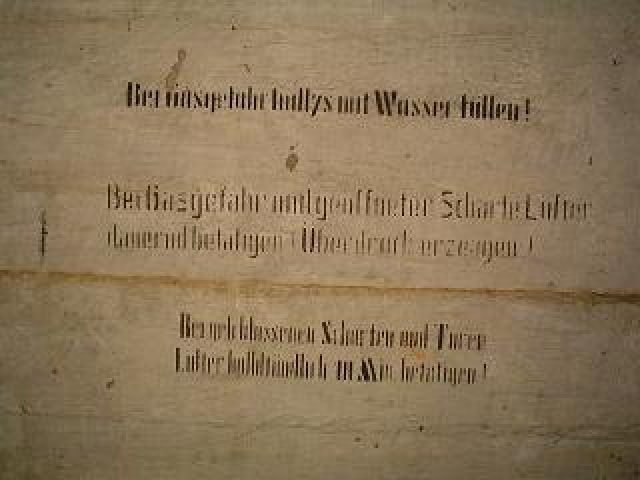 Bei Gasgefahr mit Wasser füllen!
Bei Gasgefahr und geöffneter Scharte Lüfter
dauernd betätigen (Überdruck erzeugen!
Bei geschlossenen Scharten und Türen
Lüfter halbstündlich 10 Min. betätigen!